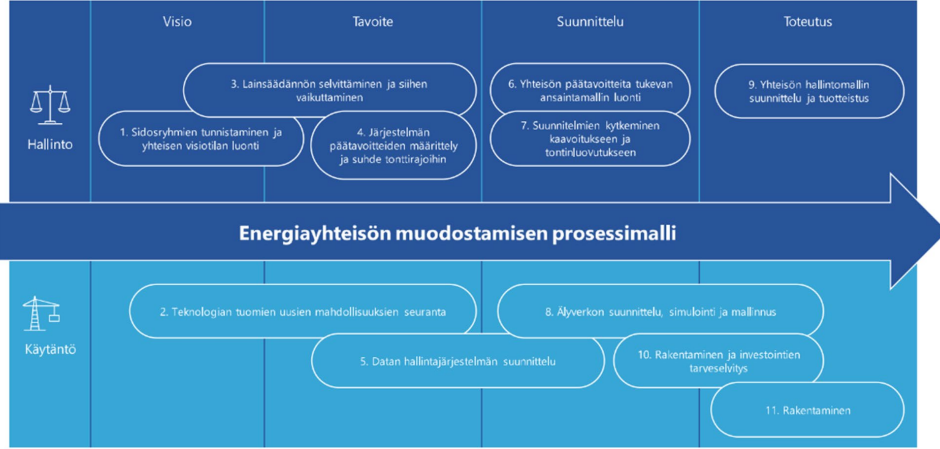 Visio
Tavoite
Suunnittelu
Toteutus
Hallinto
3. Lainsäädännön selvittäminen ja siihen
vaikuttaminen
6. Yhteisön päätavoitteita tukevan
ansaintamallin luonti
9. Yhteisön hallintomallin
suunnittelu ja tuotteistus
1. Sidosryhmien tunnistaminen ja
yhteisen visiotilan luonti
4. Järjestelmän
päätavoitteiden määrittely
ja suhde tonttirajoihin
7. Suunnitelmien kytkeminen
kaavoitukseen ja
tontinluovutukseen
Energiayhteisön muodostamisen prosessimalli
Käytäntö
2. Teknologian tuomien uusien mahdollisuuksien seuranta
8. Älyverkon suunnittelu, simulointi ja mallinnus
5. Datan hallintajärjestelmän suunnittelu
10. Rakentaminen ja investointien
tarveselvitys
11. Rakentaminen